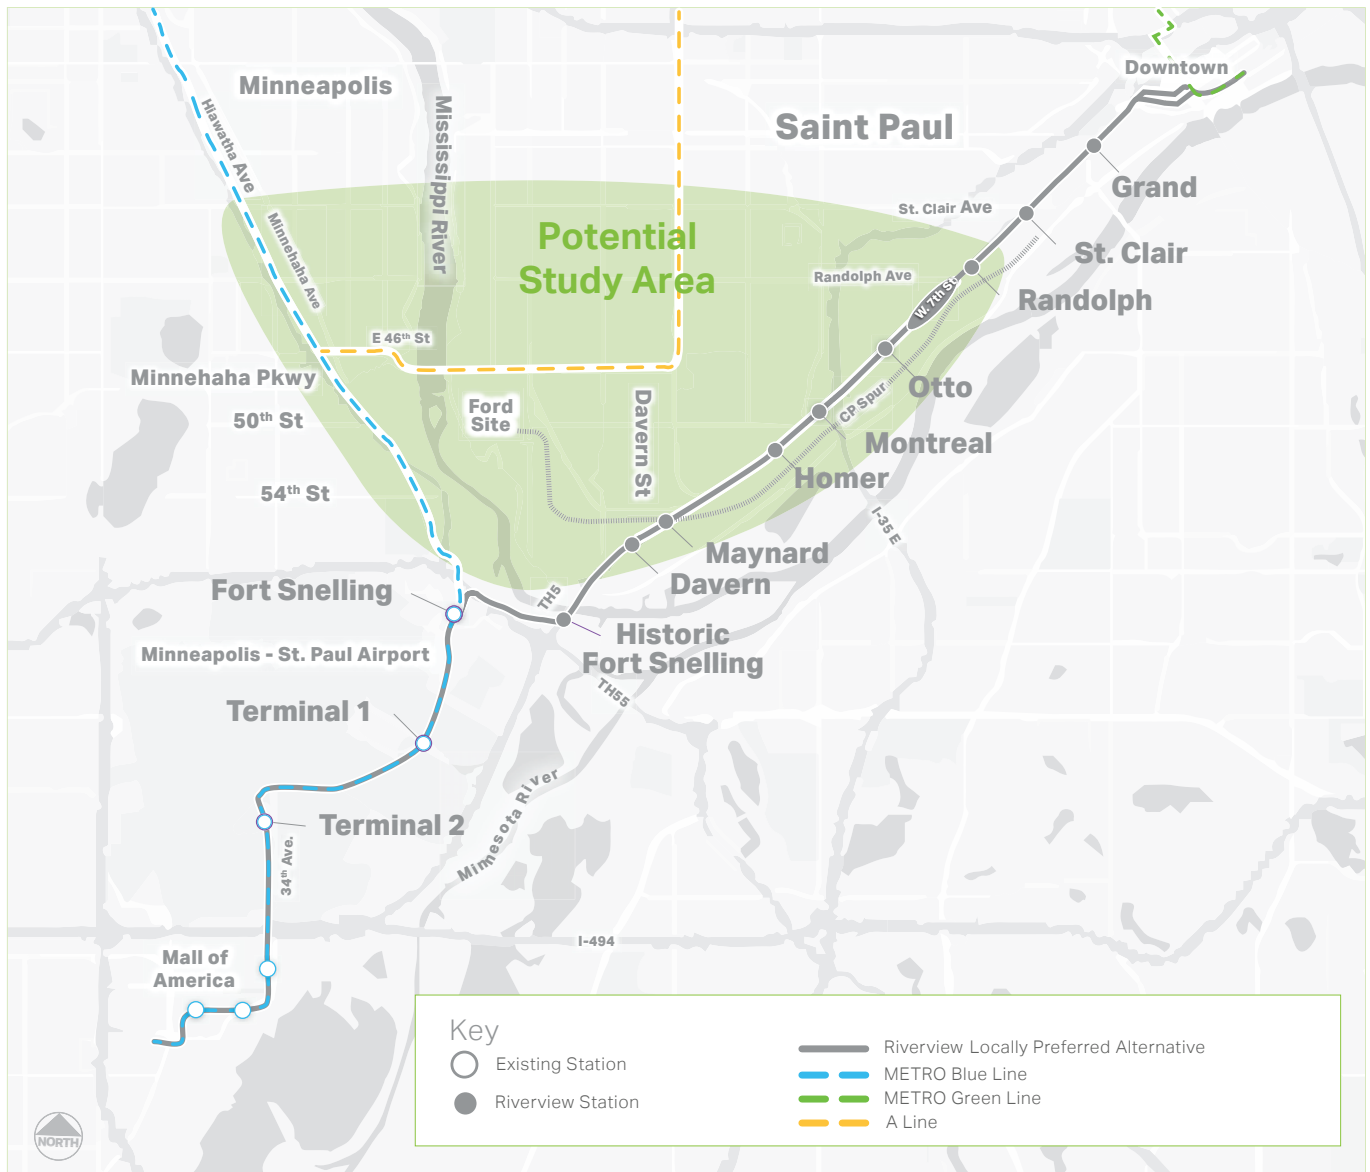 Downtown
Minneapolis
Saint Paul
Hiawatha Ave
Mississippi River
Grand
St. Clair Ave
Minnehaha Ave
Potential
Study Area
St. Clair
Randolph Ave
Randolph
W. 7th St.
E 46th St
Minnehaha Pkwy
Otto
CP Spur
Ford
Site
Davern St
50th St
Montreal
Homer
54th St
I-35 E
Maynard
Davern
Fort Snelling
TH5
Historic
Fort Snelling
Minneapolis - St. Paul Airport
TH55
Terminal 1
Minnesota River
Terminal 2
34th Ave.
I-494
Mall of
America
Key
Existing Station
Riverview Station
Riverview Locally Preferred Alternative
METRO Blue Line
METRO Green Line
A Line
NORTH